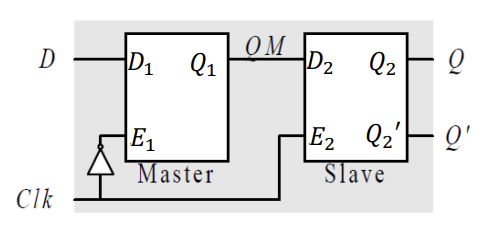 D D₁ Q₁ QM D₂ Q₂ Q
E₁ E₂ Q₂' Q'
Master Slave
Clk